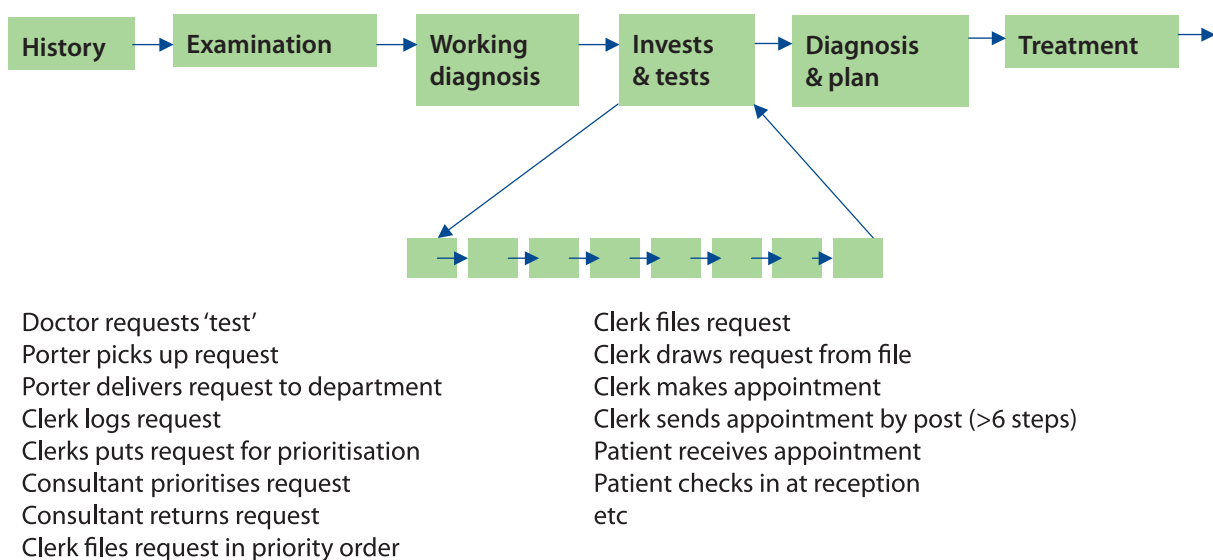 History
Examination
Working
diagnosis
Invests
& tests
Diagnosis
& plan
Treatment
Doctor requests ‘test’
Porter picks up request
Porter delivers request to department
Clerk logs request
Clerks puts request for prioritisation
Consultant prioritises request
Consultant returns request
Clerk files request in priority order
Clerk files request
Clerk draws request from file
Clerk makes appointment
Clerk sends appointment by post (>6 steps)
Patient receives appointment
Patient checks in at reception
etc